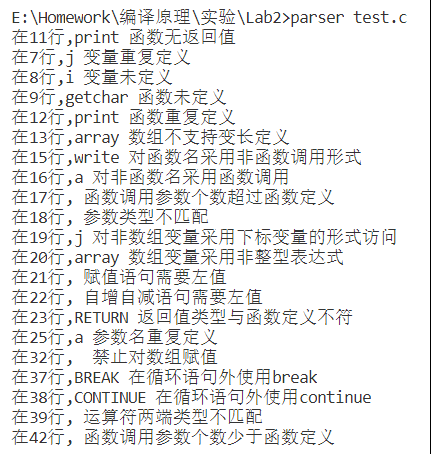 E:\Homework\编译原理\实验\Lab2>parser test.c
在11行,print 函数无返回值
在7行,j 变量重复定义
在8行,i 变量未定义
在9行,getchar 函数未定义
在12行,print 函数重复定义
在13行,array 数组不支持变长定义
在15行,write 对函数名采用非函数调用形式
在16行,a 对非函数名采用函数调用
在17行, 函数调用参数个数超过函数定义
在18行, 参数类型不匹配
在19行,j 对非数组变量采用下标变量的形式访问
在20行,array 数组变量采用非整型表达式
在21行, 赋值语句需要左值
在22行, 自增自减语句需要左值
在23行,RETURN 返回值类型与函数定义不符
在25行,a 参数名重复定义
在32行,  禁止对数组赋值
在37行,BREAK 在循环语句外使用break
在38行,CONTINUE 在循环语句外使用continue
在39行, 运算符两端类型不匹配
在42行, 函数调用参数个数少于函数定义